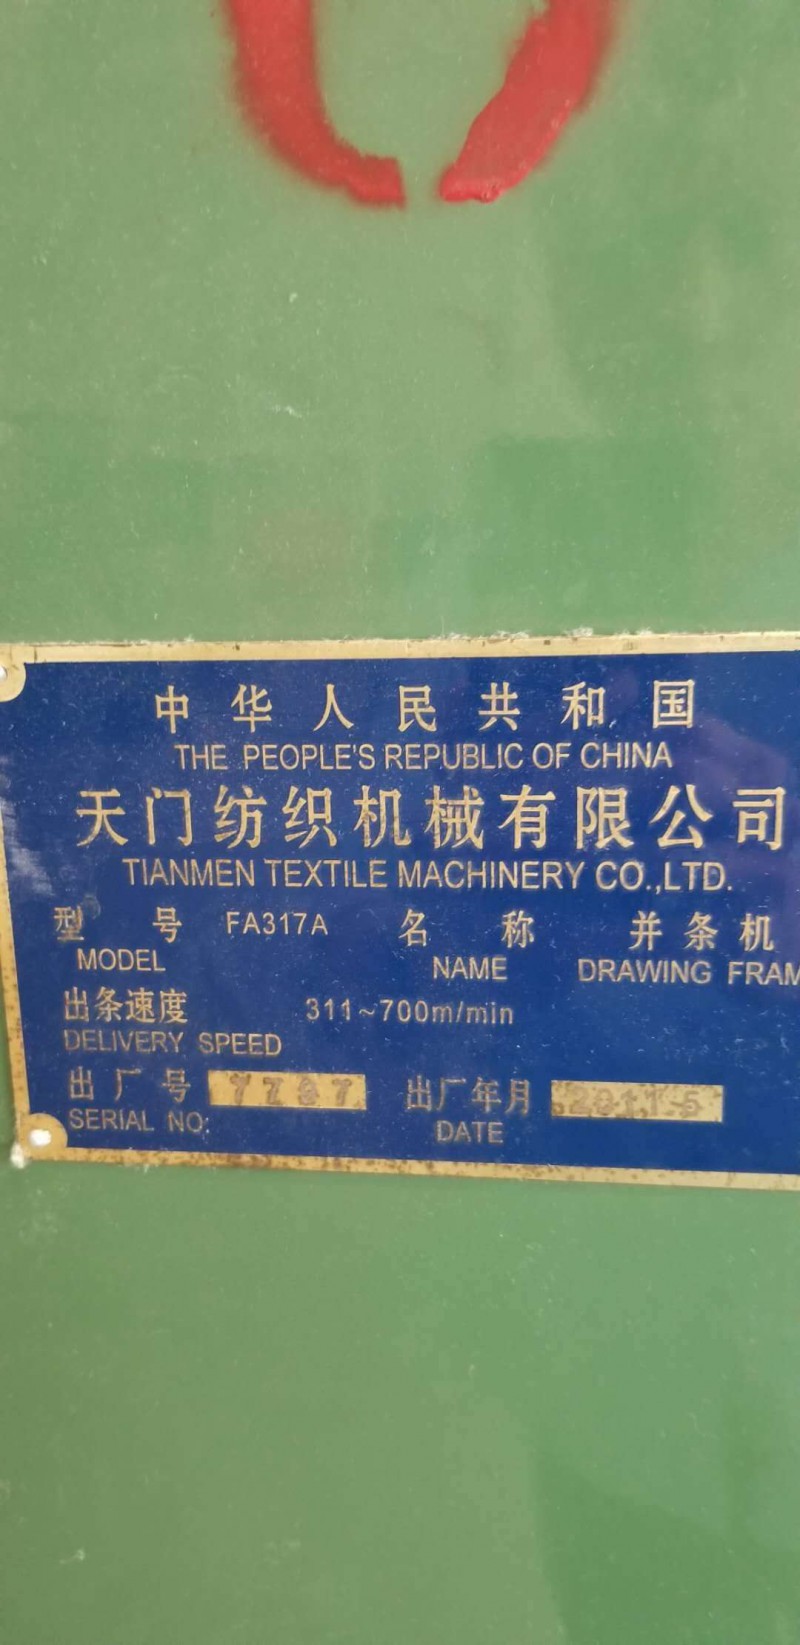 中华人民共和国
THE PEOPLE'S REPUBLIC OF CHINA
天门纺织机械有限公司
TIANMEN TEXTILE MACHINERY CO.,LTD.
型号 FA317A 名称 并条机
MODEL NAME DRAWING FRAM
出条速度 311~700m/min
DELIVERY SPEED
出厂号 出厂年月 2011.5
SERIAL NO: DATE